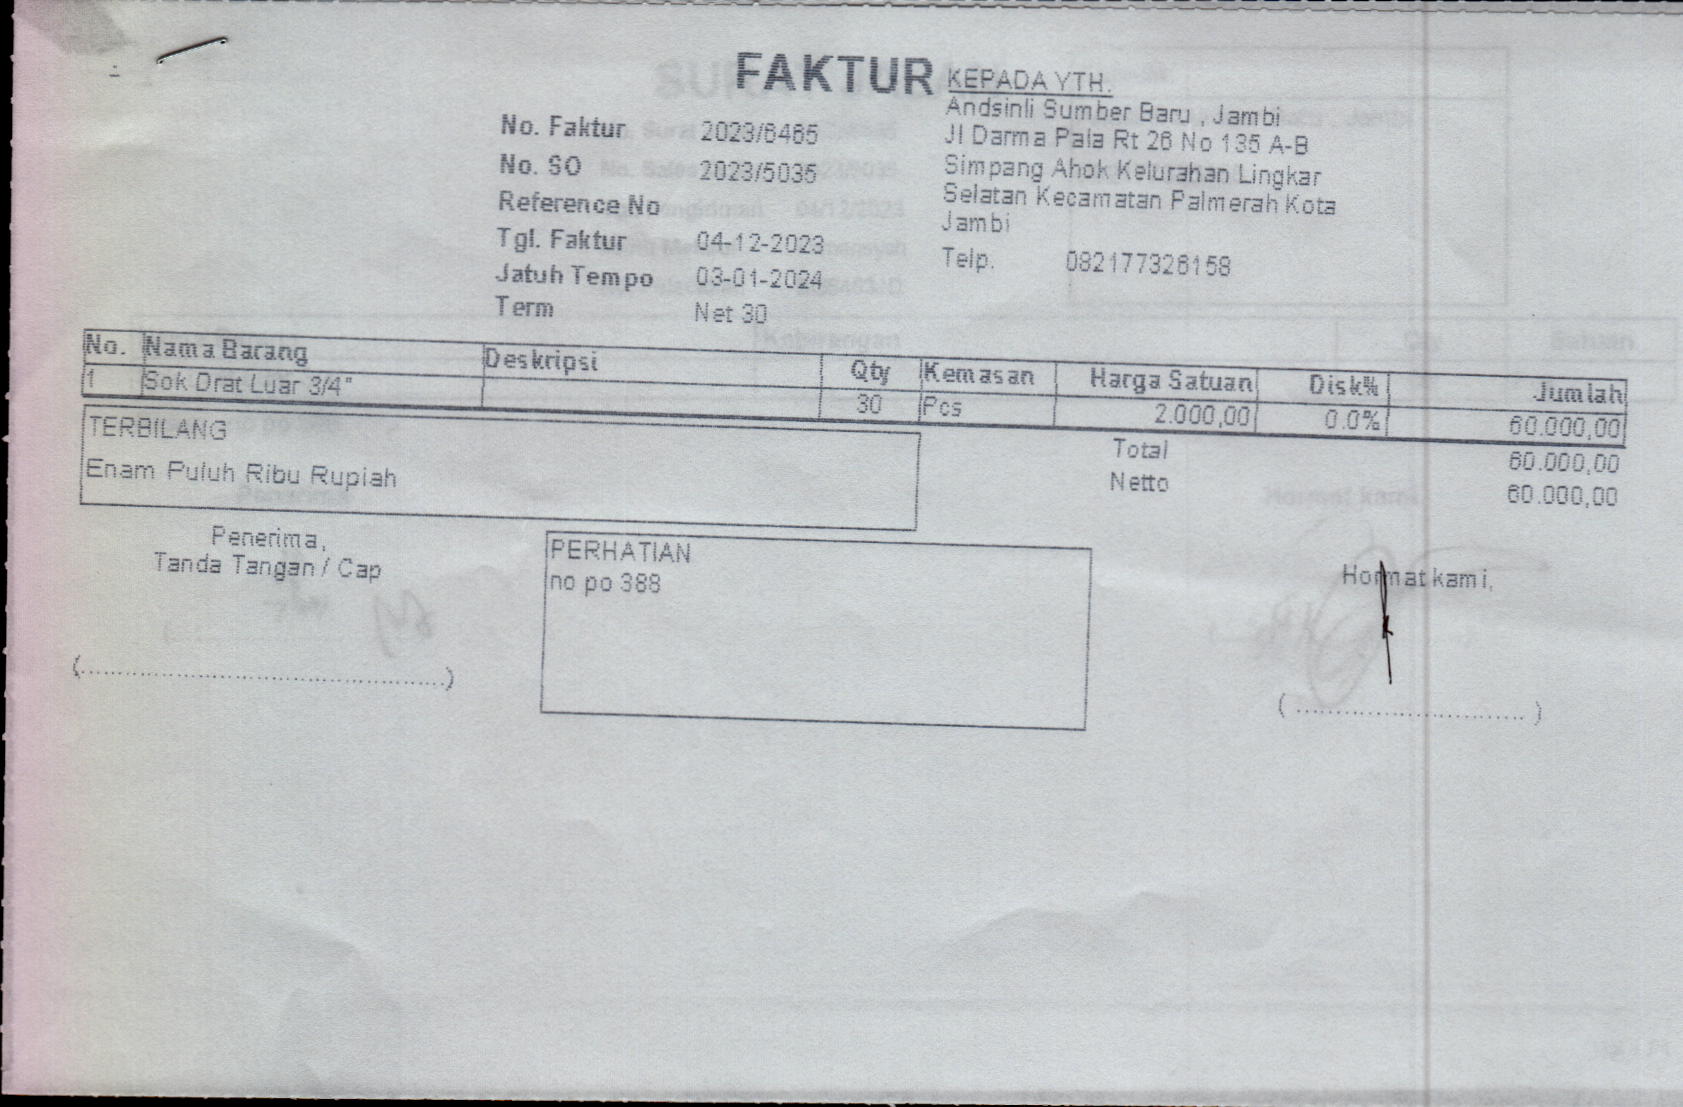 FAKTUR
No. Faktur 2023/6465
No. SO 2023/5035
Reference No
Tgl. Faktur 04-12-2023
Jatuh Tempo 03-01-2024
Term Net 30
KEPADA YTH.
Andsinli Sumber Baru , Jambi
Jl Darma Pala Rt 26 No 135 A-B
Simpang Ahok Kelurahan Lingkar
Selatan Kecamatan Palmerah Kota
Jambi
Telp. 082177326158
No. Nama Barang Deskripsi Qty Kemasan Harga Satuan Disk% Jumlah
1 Sok Drat Luar 3/4" 30 Pcs 2.000,00 0.0% 60.000,00
Total 60.000,00
Netto 60.000,00
TERBILANG
Enam Puluh Ribu Rupiah
Penerima,
Tanda Tangan / Cap
(................................................)
PERHATIAN
no po 388
Hormat kami,
( .............................. )